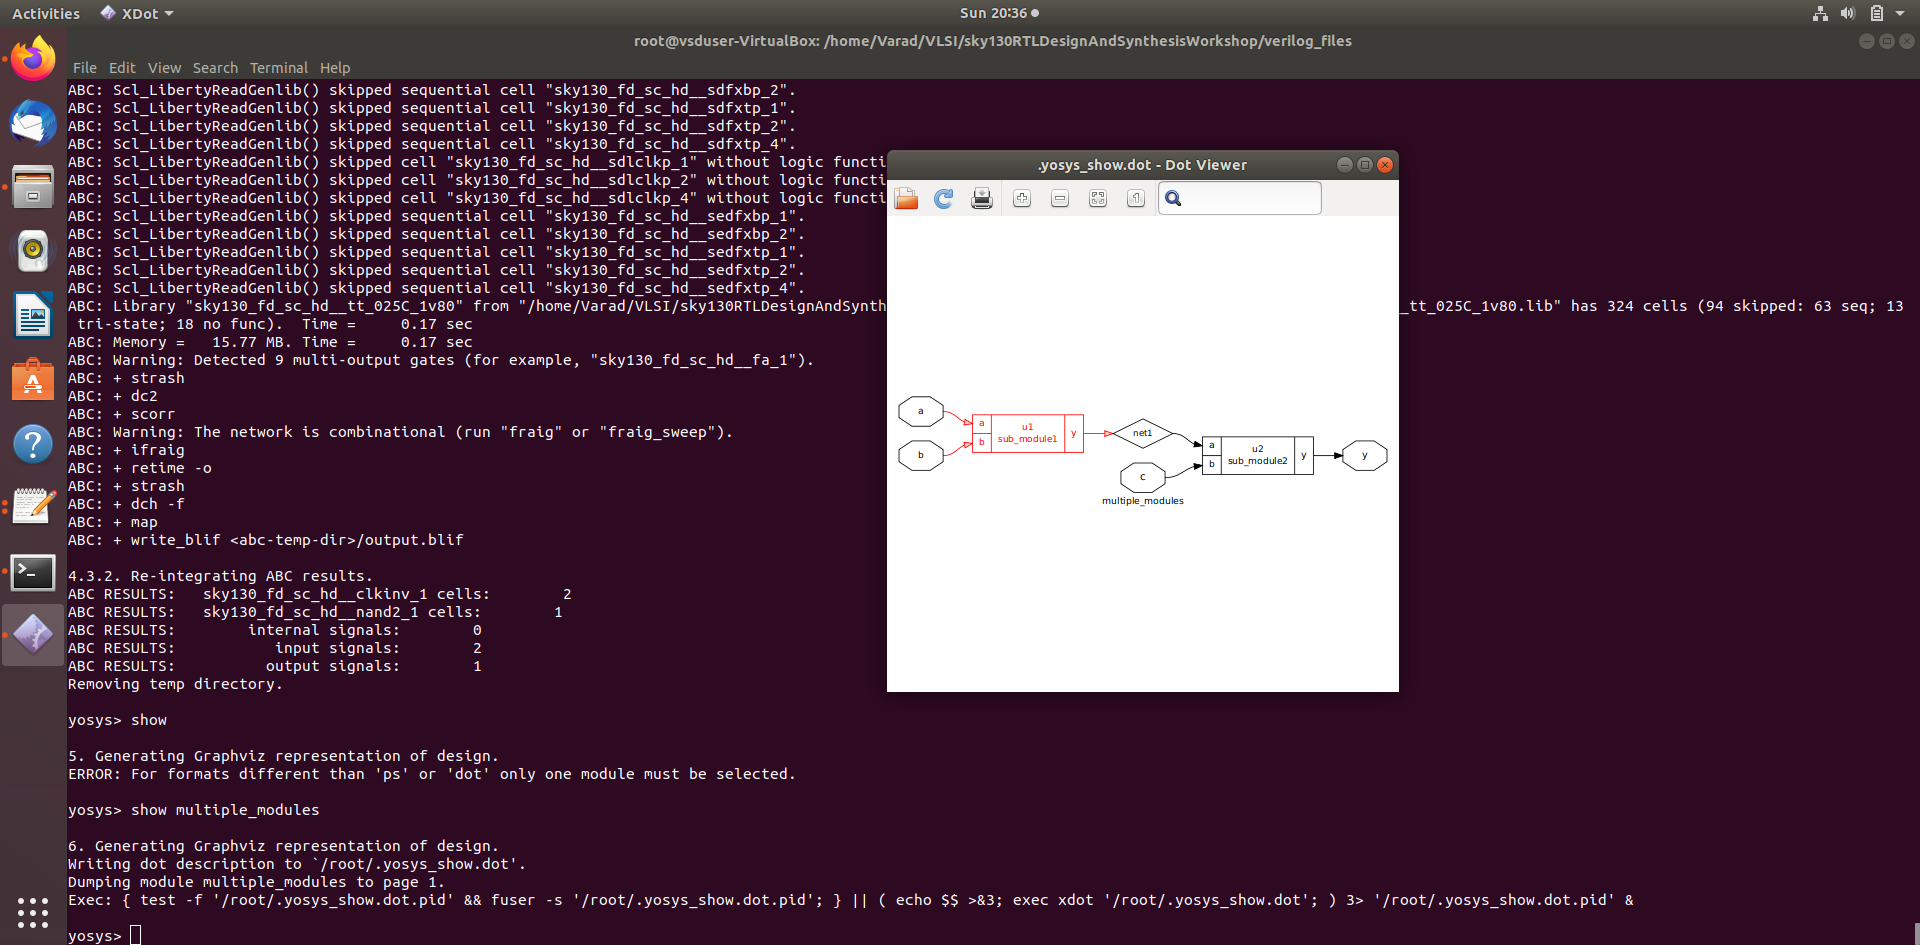 Activities
XDot
Sun 20:36
root@vsduser-VirtualBox: /home/Varad/VLSI/sky130RTLDesignAndSynthesisWorkshop/verilog_files
File Edit View Search Terminal Help
ABC: Scl_LibertyReadGenlib() skipped sequential cell "sky130_fd_sc_hd__sdfxbp_2".
ABC: Scl_LibertyReadGenlib() skipped sequential cell "sky130_fd_sc_hd__sdfxtp_1".
ABC: Scl_LibertyReadGenlib() skipped sequential cell "sky130_fd_sc_hd__sdfxtp_2".
ABC: Scl_LibertyReadGenlib() skipped sequential cell "sky130_fd_sc_hd__sdfxtp_4".
ABC: Scl_LibertyReadGenlib() skipped cell "sky130_fd_sc_hd__sdlclkp_1" without logic functi
ABC: Scl_LibertyReadGenlib() skipped cell "sky130_fd_sc_hd__sdlclkp_2" without logic functi
ABC: Scl_LibertyReadGenlib() skipped cell "sky130_fd_sc_hd__sdlclkp_4" without logic functi
ABC: Scl_LibertyReadGenlib() skipped sequential cell "sky130_fd_sc_hd__sedfxbp_1".
ABC: Scl_LibertyReadGenlib() skipped sequential cell "sky130_fd_sc_hd__sedfxbp_2".
ABC: Scl_LibertyReadGenlib() skipped sequential cell "sky130_fd_sc_hd__sedfxtp_1".
ABC: Scl_LibertyReadGenlib() skipped sequential cell "sky130_fd_sc_hd__sedfxtp_2".
ABC: Scl_LibertyReadGenlib() skipped sequential cell "sky130_fd_sc_hd__sedfxtp_4".
ABC: Library "sky130_fd_sc_hd__tt_025C_1v80" from "/home/Varad/VLSI/sky130RTLDesignAndSynth _tt_025C_1v80.lib" has 324 cells (94 skipped: 63 seq; 13
tri-state; 18 no func). Time = 0.17 sec
ABC: Memory = 15.77 MB. Time = 0.17 sec
ABC: Warning: Detected 9 multi-output gates (for example, "sky130_fd_sc_hd__fa_1").
ABC: + strash
ABC: + dc2
ABC: + scorr
ABC: Warning: The network is combinational (run "fraig" or "fraig_sweep").
ABC: + ifraig
ABC: + retime -o
ABC: + strash
ABC: + dch -f
ABC: + map
ABC: + write_blif <abc-temp-dir>/output.blif
4.3.2. Re-integrating ABC results.
ABC RESULTS: sky130_fd_sc_hd__clkinv_1 cells: 2
ABC RESULTS: sky130_fd_sc_hd__nand2_1 cells: 1
ABC RESULTS: internal signals: 0
ABC RESULTS: input signals: 2
ABC RESULTS: output signals: 1
Removing temp directory.
yosys> show
5. Generating Graphviz representation of design.
ERROR: For formats different than 'ps' or 'dot' only one module must be selected.
yosys> show multiple_modules
6. Generating Graphviz representation of design.
Writing dot description to `/root/.yosys_show.dot'.
Dumping module multiple_modules to page 1.
Exec: { test -f '/root/.yosys_show.dot.pid' && fuser -s '/root/.yosys_show.dot.pid'; } || ( echo $$ >&3; exec xdot '/root/.yosys_show.dot'; ) 3> '/root/.yosys_show.dot.pid' &
yosys>
.yosys_show.dot - Dot Viewer
a
b
a
b
u1
sub_module1
y
net1
c
a
b
u2
sub_module2
y
y
multiple_modules